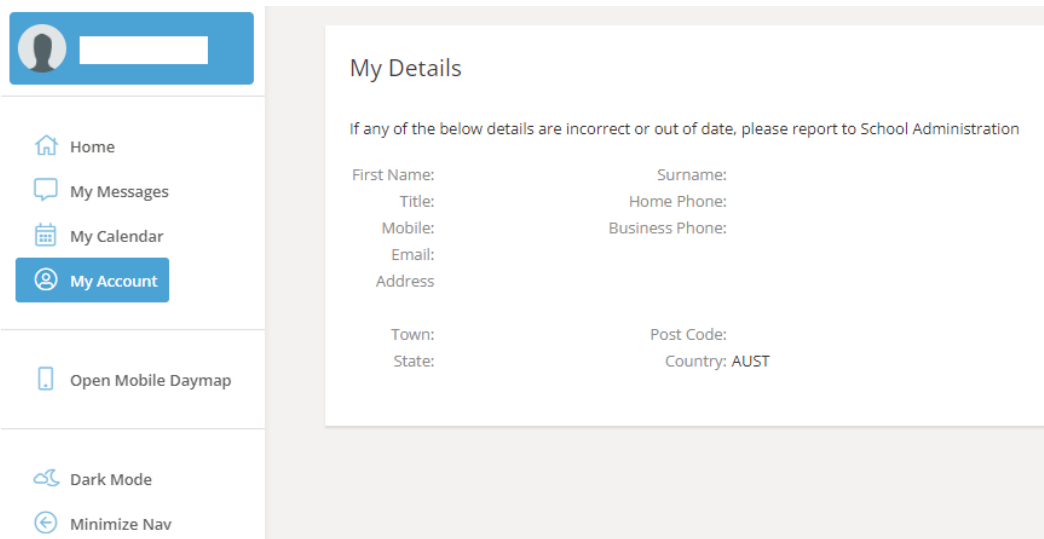 Home
My Messages
My Calendar
My Account
Open Mobile Daymap
Dark Mode
Minimize Nav
My Details
If any of the below details are incorrect or out of date, please report to School Administration
First Name: Surname:
Title: Home Phone:
Mobile: Business Phone:
Email:
Address
Town: Post Code:
State: Country: AUST